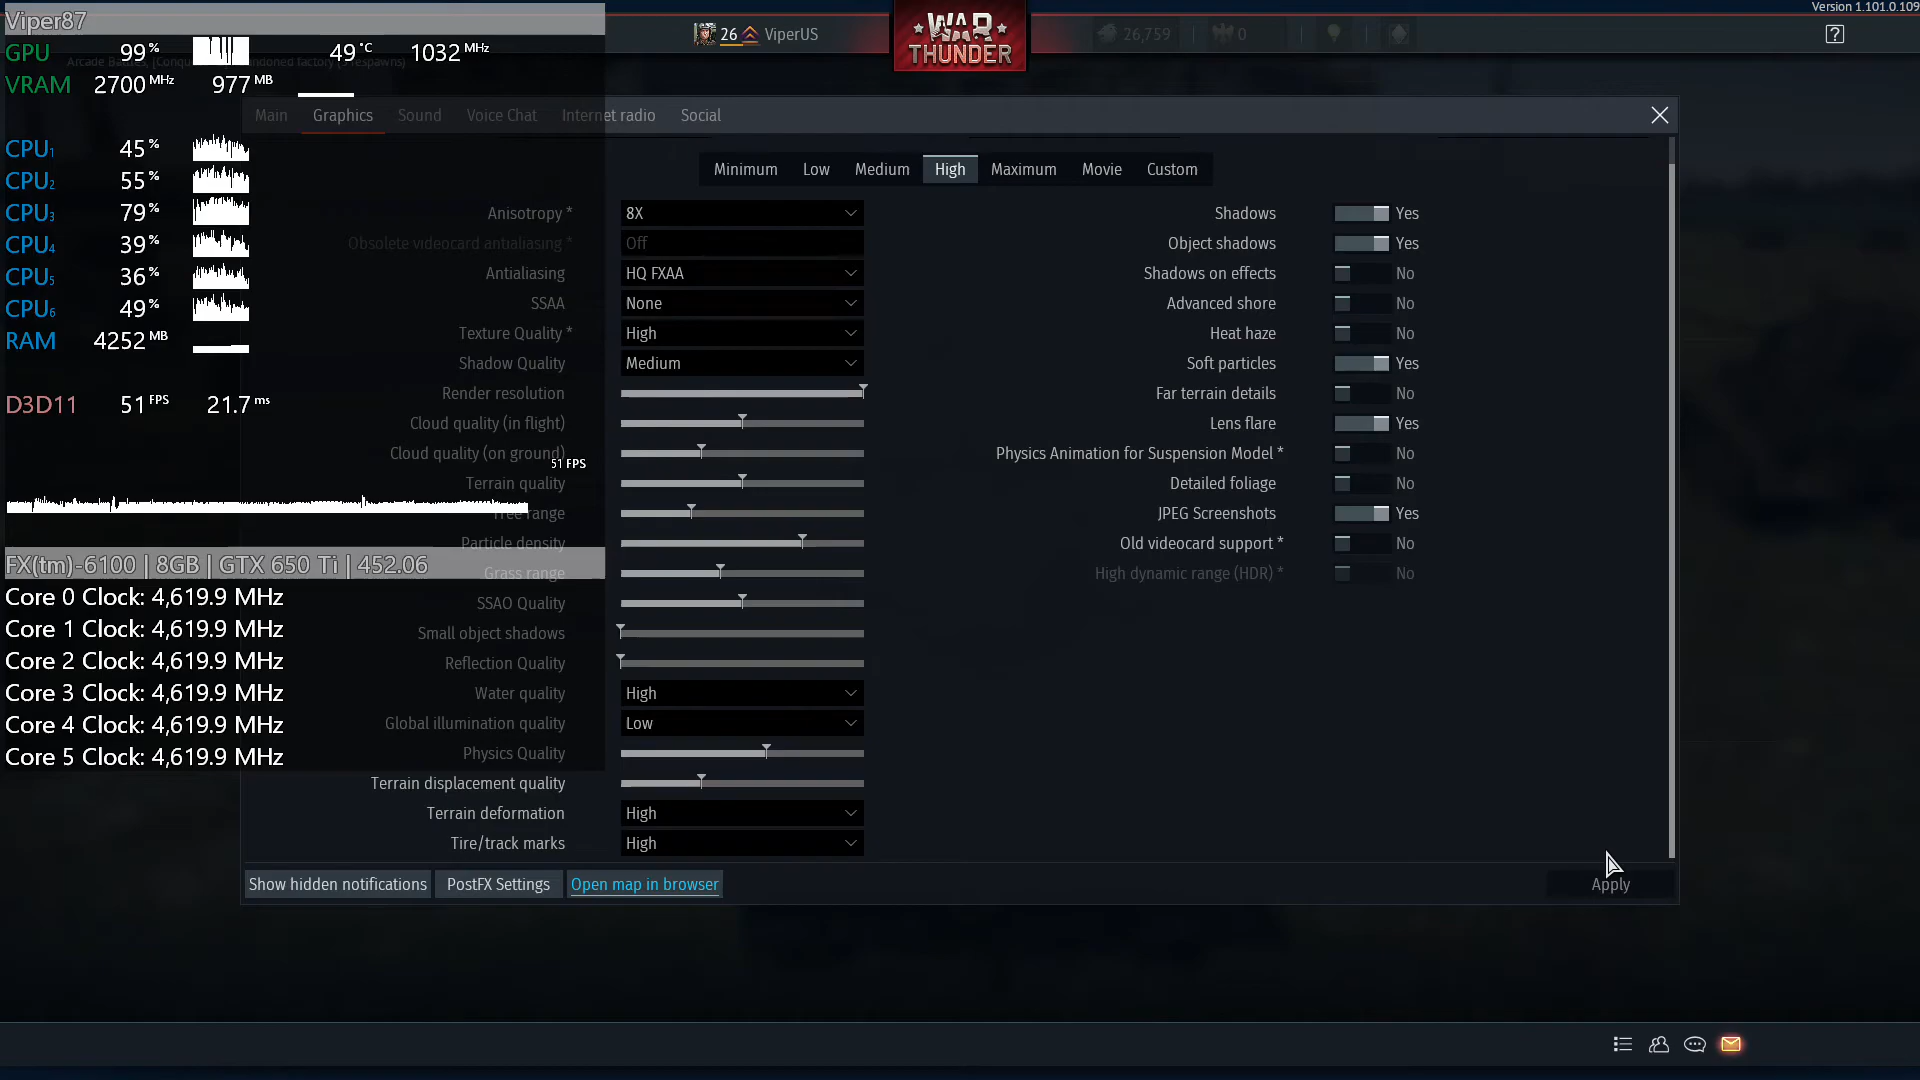 Version 1.101.0.109
Viper87
26 ViperUS
WAR THUNDER
26,759
0
GPU 99 % 49 °C 1032 MHz
VRAM 2700 MHz 977 MB
Main Graphics Sound Voice Chat Internet radio Social
CPU1 45 %
CPU2 55 %
CPU3 79 %
CPU4 39 %
CPU5 36 %
CPU6 49 %
RAM 4252 MB
D3D11 51 FPS 21.7 ms
51 FPS
FX(tm)-6100 | 8GB | GTX 650 Ti | 452.06
Core 0 Clock: 4,619.9 MHz
Core 1 Clock: 4,619.9 MHz
Core 2 Clock: 4,619.9 MHz
Core 3 Clock: 4,619.9 MHz
Core 4 Clock: 4,619.9 MHz
Core 5 Clock: 4,619.9 MHz
Minimum Low Medium High Maximum Movie Custom
Anisotropy * 8X
Obsolete videocard antialiasing * Off
Antialiasing HQ FXAA
SSAA None
Texture Quality * High
Shadow Quality Medium
Render resolution
Cloud quality (in flight)
Cloud quality (on ground)
Terrain quality
Tree range
Particle density
Grass range
SSAO Quality
Small object shadows
Reflection Quality
Water quality High
Global illumination quality Low
Physics Quality
Terrain displacement quality
Terrain deformation High
Tire/track marks High
Shadows Yes
Object shadows Yes
Shadows on effects No
Advanced shore No
Heat haze No
Soft particles Yes
Far terrain details No
Lens flare Yes
Physics Animation for Suspension Model * No
Detailed foliage No
JPEG Screenshots Yes
Old videocard support * No
High dynamic range (HDR) * No
Show hidden notifications PostFX Settings Open map in browser Apply